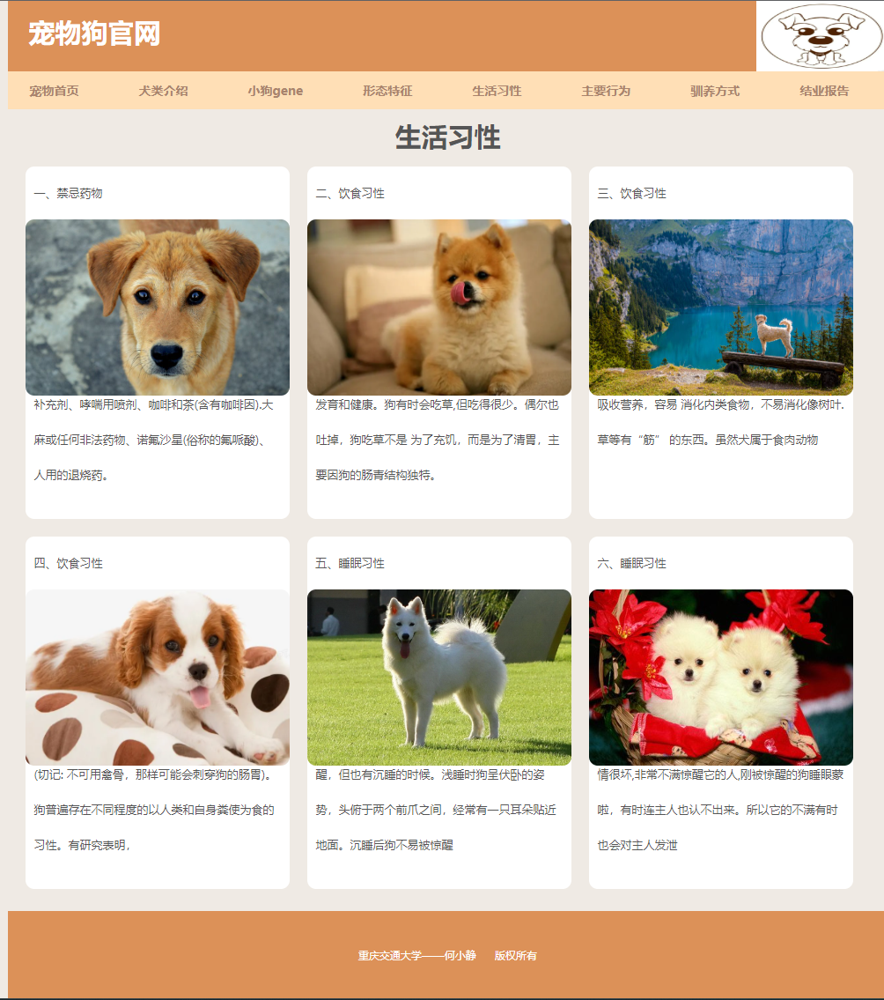 宠物狗官网
宠物首页 犬类介绍 小狗gene 形态特征 生活习性 主要行为 驯养方式 结业报告
生活习性
一、禁忌药物
补充剂、哮喘用喷剂、咖啡和茶(含有咖啡因).大
麻或任何非法药物、诺氟沙星(俗称的氟哌酸)、
人用的退烧药。
二、饮食习性
发育和健康。狗有时会吃草,但吃得很少。偶尔也
吐掉，狗吃草不是 为了充饥，而是为了清胃，主
要因狗的肠青结构独特。
三、饮食习性
吸收营养，容易 消化内类食物，不易消化像树叶.
草等有“筋” 的东西。虽然犬属于食肉动物
四、饮食习性
(切记: 不可用禽骨，那样可能会刺穿狗的肠胃)。
狗普遍存在不同程度的以人类和自身粪使为食的
习性。有研究表明，
五、睡眠习性
醒，但也有沉睡的时候。浅睡时狗呈伏卧的姿
势，头俯于两个前爪之间，经常有一只耳朵贴近
地面。沉睡后狗不易被惊醒
六、睡眠习性
情很坏,非常不满惊醒它的人,刚被惊醒的狗睡眼蒙
啦，有时连主人也认不出来。所以它的不满有时
也会对主人发泄
重庆交通大学——何小静 版权所有